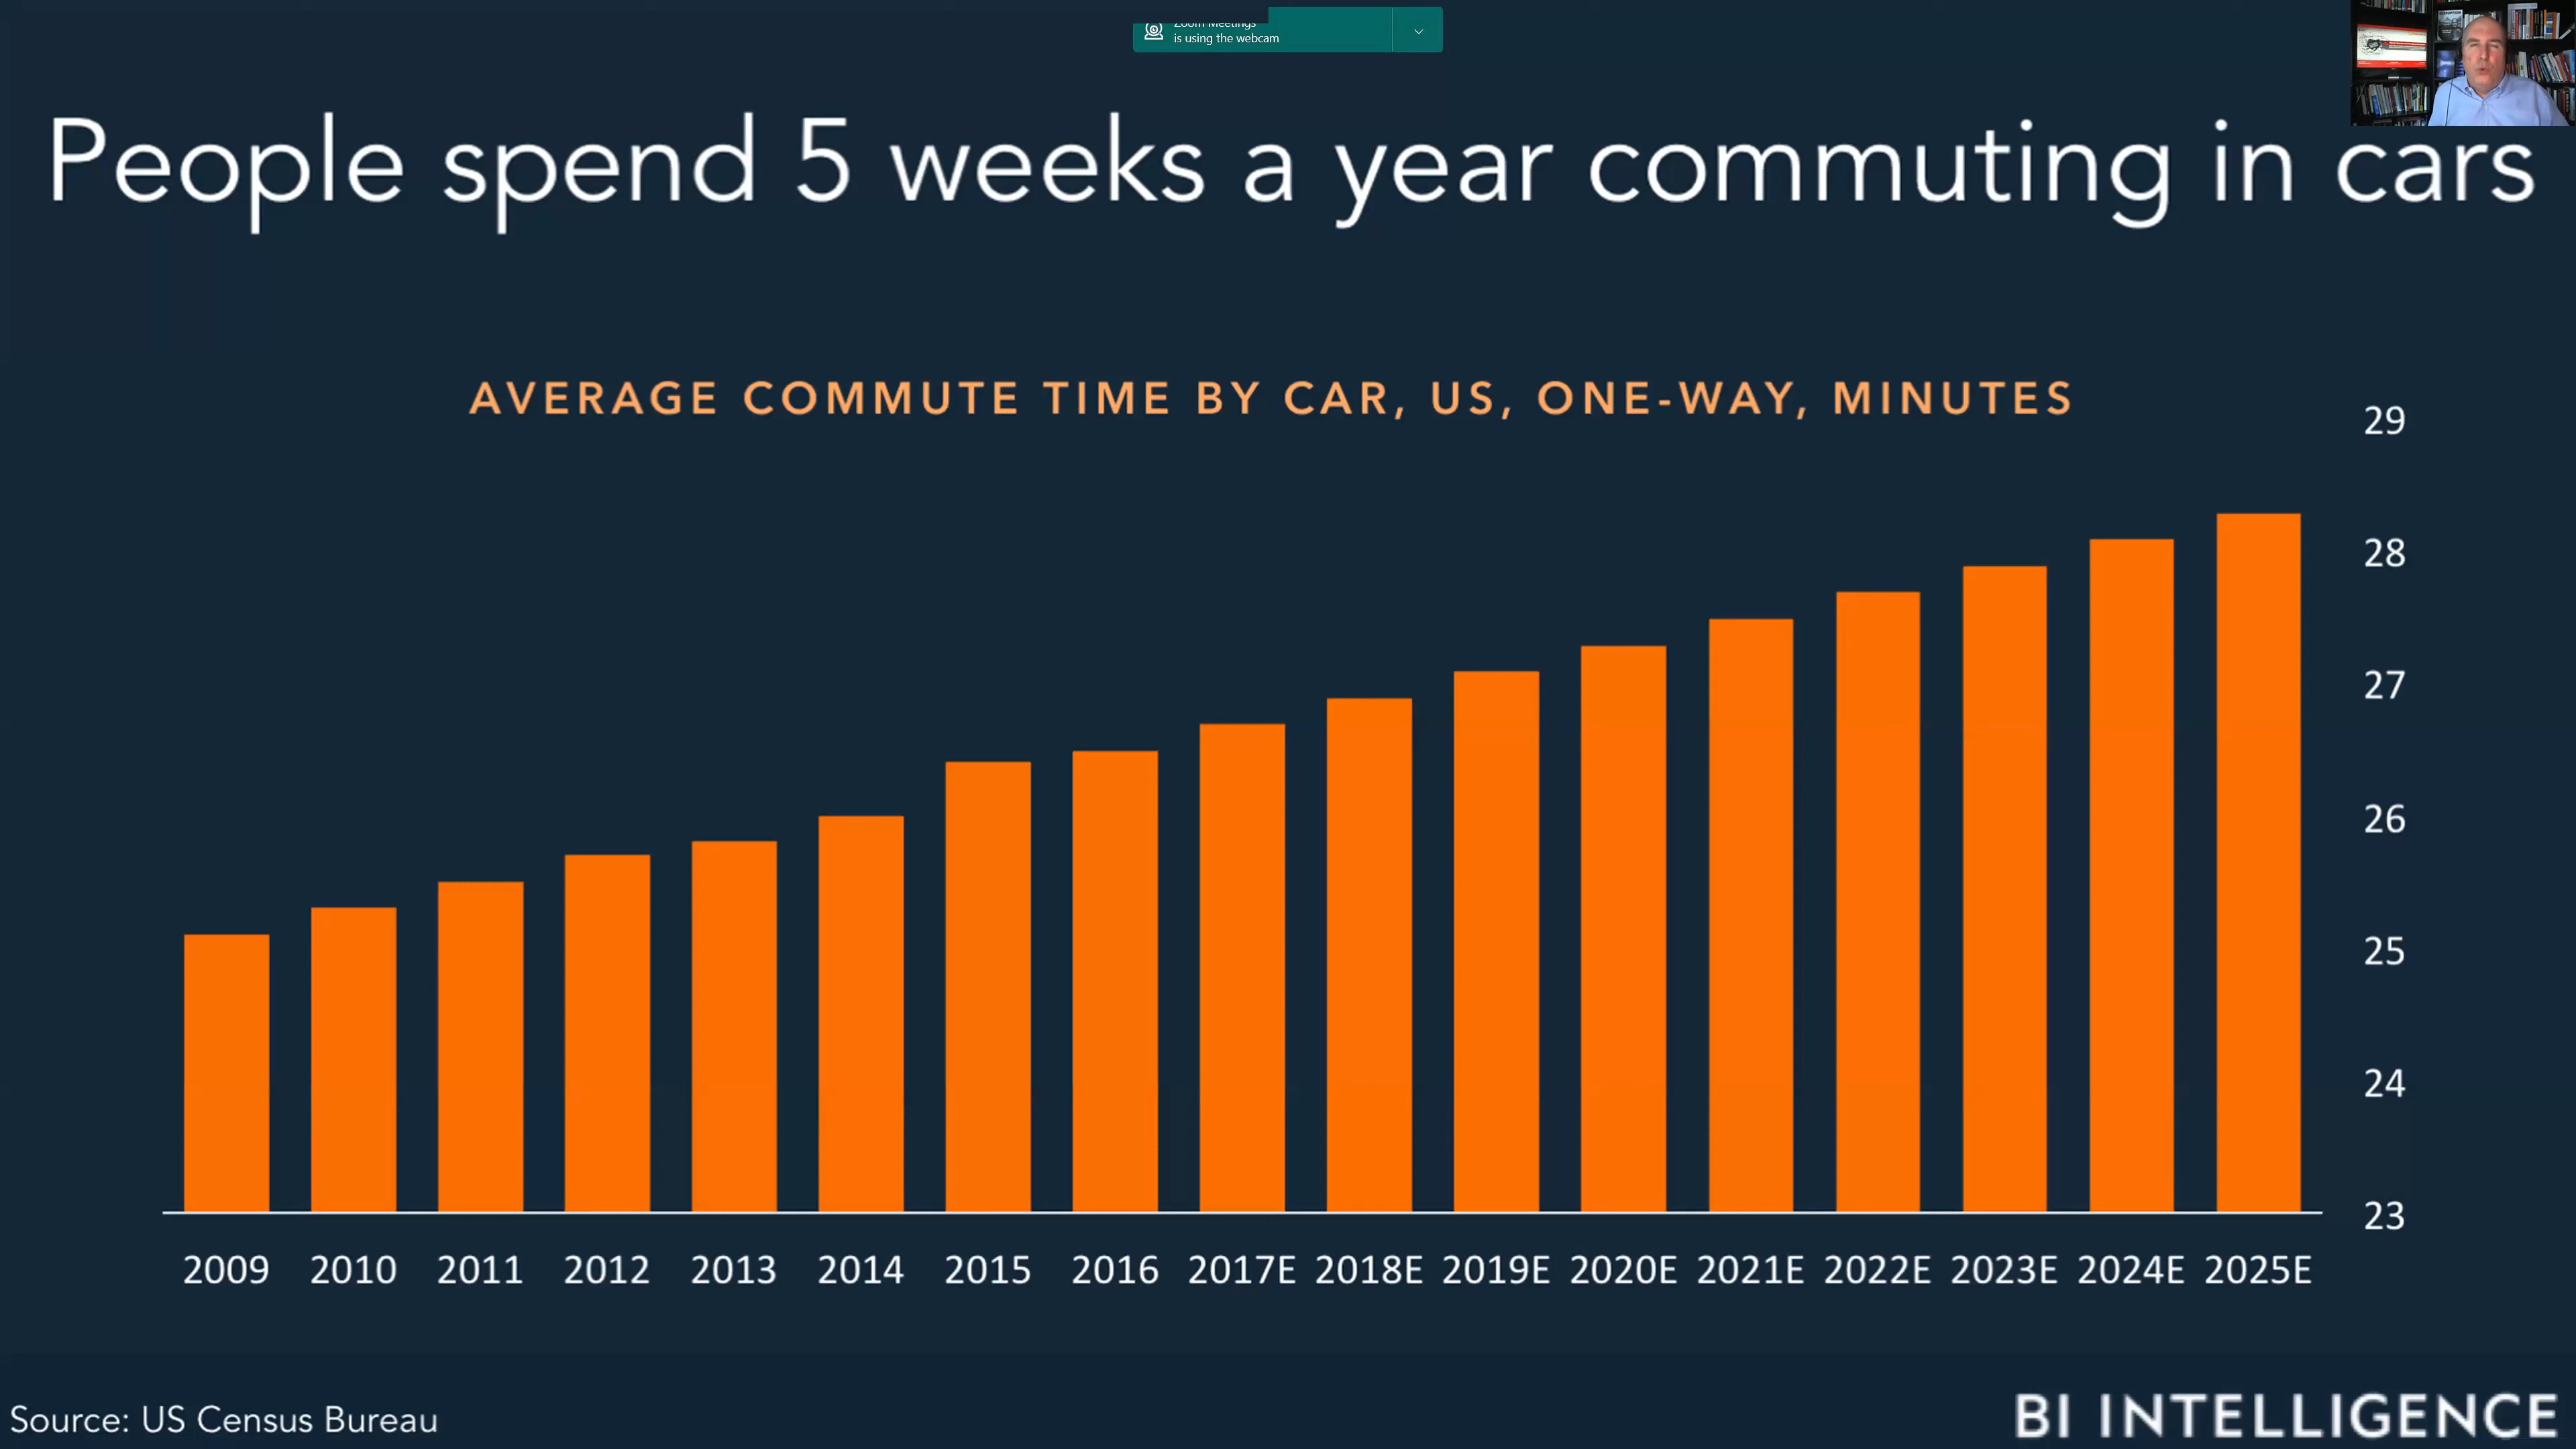 Zoom Meetings
is using the webcam
People spend 5 weeks a year commuting in cars
AVERAGE COMMUTE TIME BY CAR, US, ONE-WAY, MINUTES
29
28
27
26
25
24
23
2009 2010 2011 2012 2013 2014 2015 2016 2017E 2018E 2019E 2020E 2021E 2022E 2023E 2024E 2025E
Source: US Census Bureau
BI INTELLIGENCE